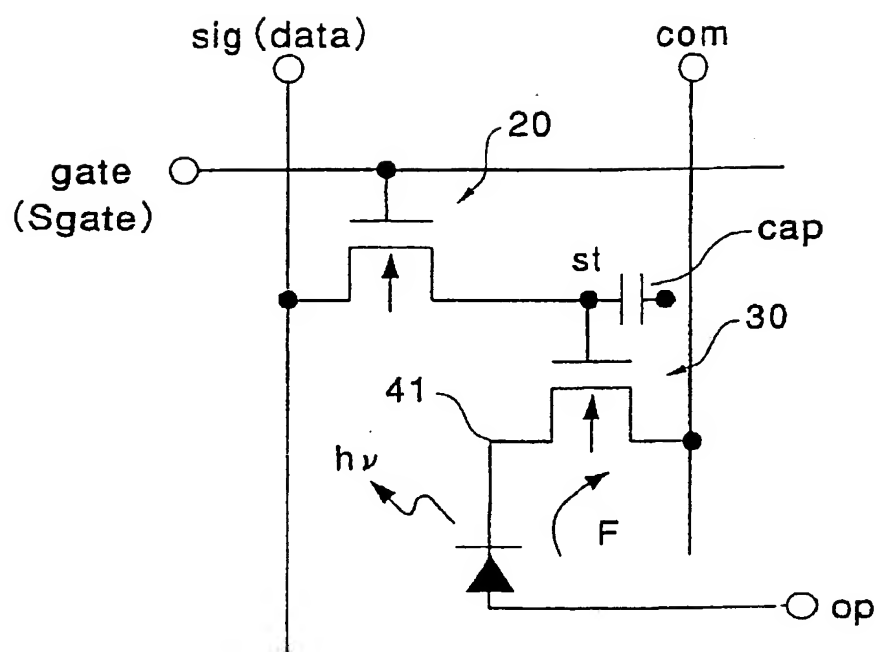 sig (data)
com
20
gate
(Sgate)
cap
st
30
41
hν
F
op